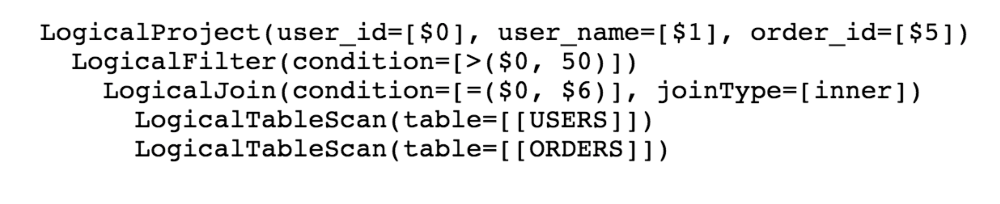 LogicalProject(user_id=[$0], user_name=[$1], order_id=[$5])
  LogicalFilter(condition=[>($0, 50)])
    LogicalJoin(condition=[=($0, $6)], joinType=[inner])
      LogicalTableScan(table=[[USERS]])
      LogicalTableScan(table=[[ORDERS]])